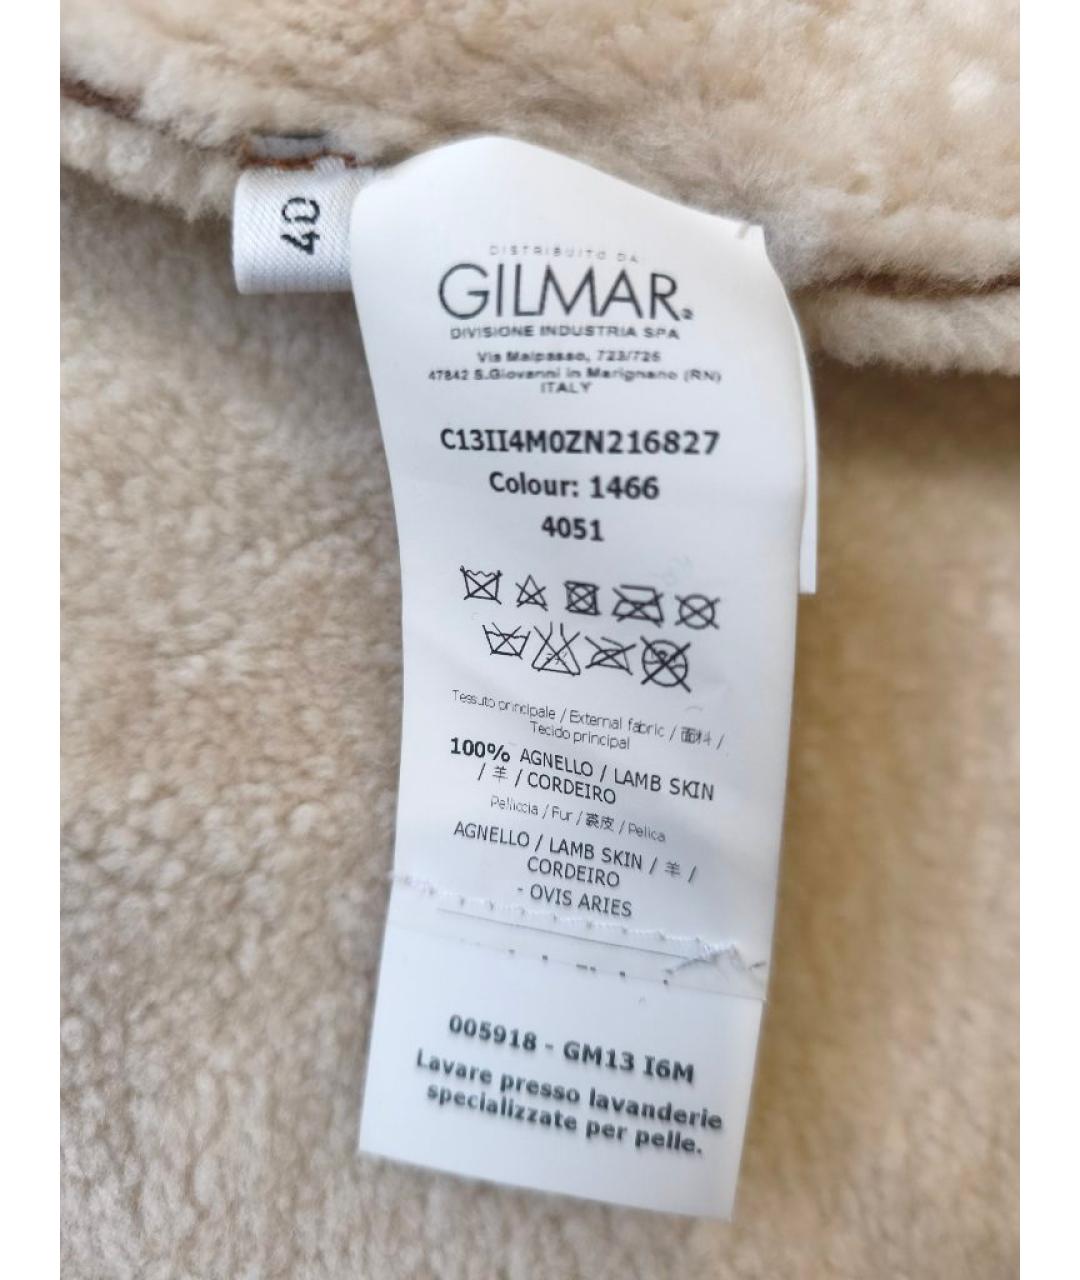 40
DISTRIBUITO DA
GILMAR
DIVISIONE INDUSTRIA SPA
Via Malpasso, 723/725
47842 S.Giovanni in Marignano (RN)
ITALY
C13II4M0ZN216827
Colour: 1466
4051
Tessuto principale / External fabric / 面料 /
Tecido principal
100% AGNELLO / LAMB SKIN
/ 羊 / CORDEIRO
Pelliccia / Fur / 裘皮 / Pelica
AGNELLO / LAMB SKIN / 羊 /
CORDEIRO
- OVIS ARIES
005918 - GM13 I6M
Lavare presso lavanderie
specializzate per pelle.